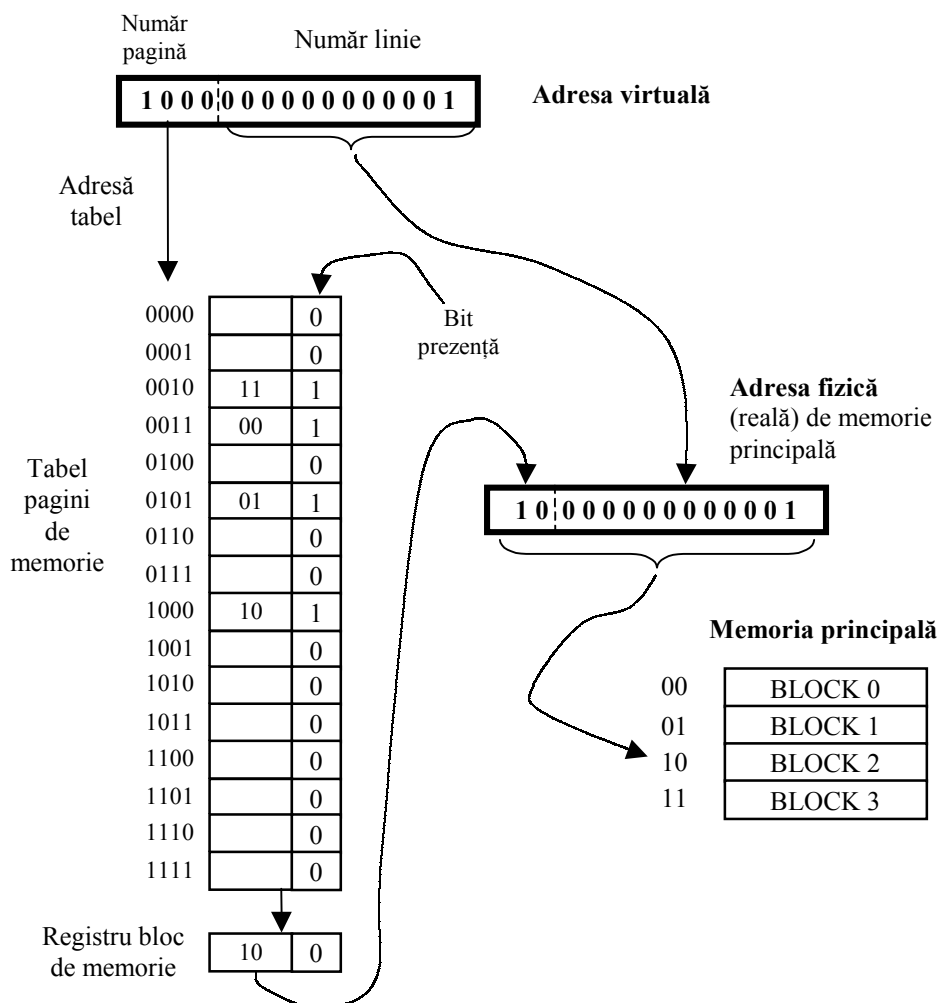 Număr
pagină
Număr linie
1 0 0 0 0 0 0 0 0 0 0 0 0 0 0 1
Adresa virtuală
Adresă
tabel
Bit
prezență
0000 0
0001 0
0010 11 1
0011 00 1
0100 0
0101 01 1
0110 0
0111 0
1000 10 1
1001 0
1010 0
1011 0
1100 0
1101 0
1110 0
1111 0
Tabel
pagini
de
memorie
Registru bloc
de memorie
10 0
Adresa fizică
(reală) de memorie
principală
1 0 0 0 0 0 0 0 0 0 0 0 0 1
Memoria principală
00 BLOCK 0
01 BLOCK 1
10 BLOCK 2
11 BLOCK 3